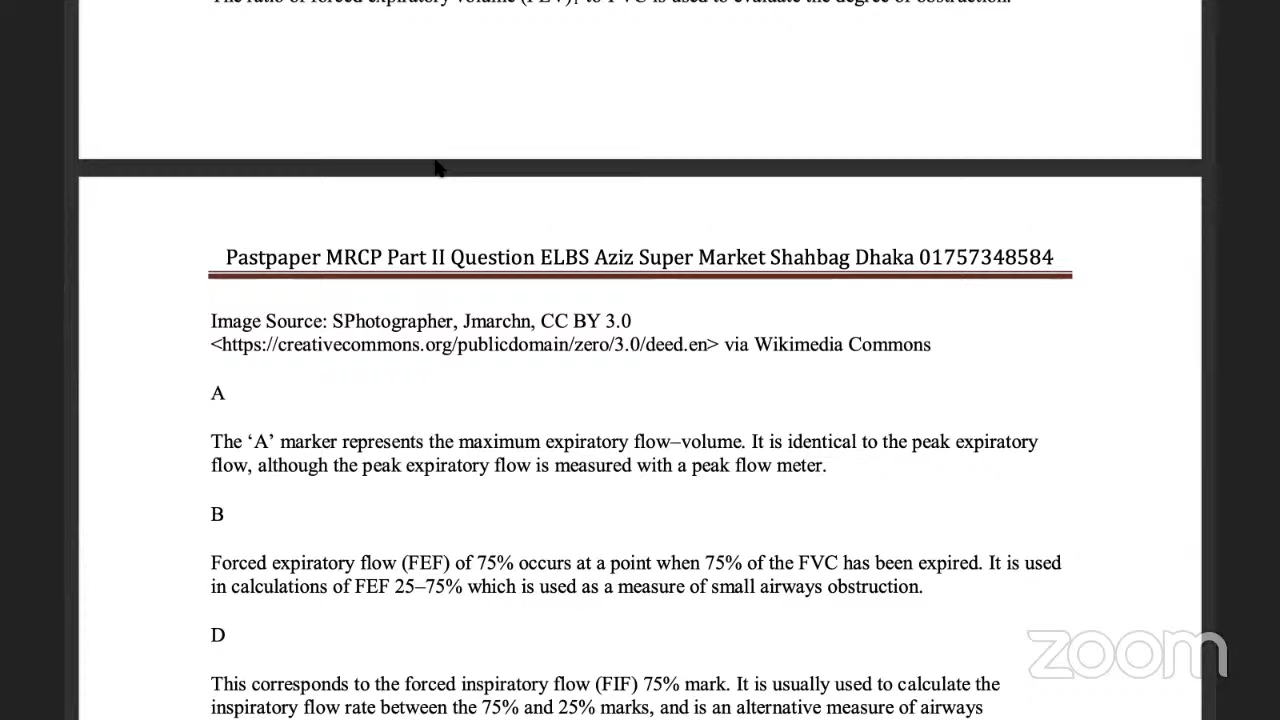 The ratio of forced expiratory volume (FEV)₁ to FVC is used to evaluate the degree of obstruction.
Pastpaper MRCP Part II Question ELBS Aziz Super Market Shahbag Dhaka 01757348584
Image Source: SPhotographer, Jmarchn, CC BY 3.0
<https://creativecommons.org/publicdomain/zero/3.0/deed.en> via Wikimedia Commons
A
The ‘A’ marker represents the maximum expiratory flow–volume. It is identical to the peak expiratory
flow, although the peak expiratory flow is measured with a peak flow meter.
B
Forced expiratory flow (FEF) of 75% occurs at a point when 75% of the FVC has been expired. It is used
in calculations of FEF 25–75% which is used as a measure of small airways obstruction.
D
This corresponds to the forced inspiratory flow (FIF) 75% mark. It is usually used to calculate the
inspiratory flow rate between the 75% and 25% marks, and is an alternative measure of airways
zoom